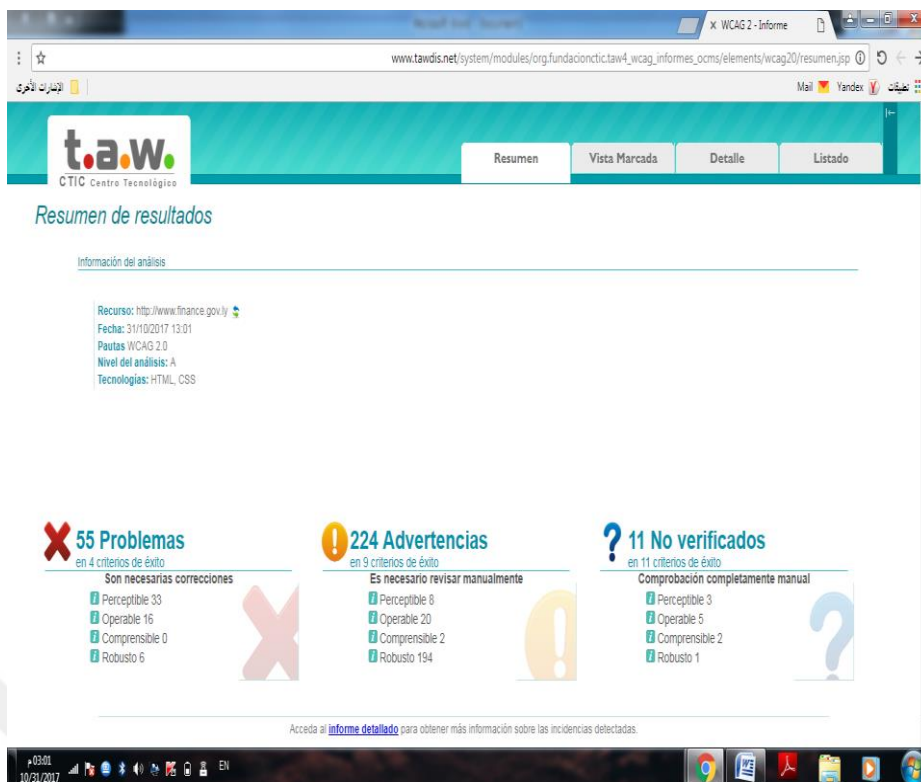 WCAG 2 - Informe
www.tawdis.net/system/modules/org.fundacionctic.taw4_wcag_informes_ocms/elements/wcag20/resumen.jsp
الإشارات الأخرى
Mail Yandex تطبيقات
t.a.w.
CTIC Centro Tecnológico
Resumen Vista Marcada Detalle Listado
Resumen de resultados
Información del análisis
Recurso: http://www.finance.gov.ly
Fecha: 31/10/2017 13:01
Pautas WCAG 2.0
Nivel del análisis: A
Tecnologías: HTML, CSS
55 Problemas
en 4 criterios de éxito
Son necesarias correcciones
Perceptible 33
Operable 16
Comprensible 0
Robusto 6
224 Advertencias
en 9 criterios de éxito
Es necesario revisar manualmente
Perceptible 8
Operable 20
Comprensible 2
Robusto 194
11 No verificados
en 11 criterios de éxito
Comprobación completamente manual
Perceptible 3
Operable 5
Comprensible 2
Robusto 1
Acceda al informe detallado para obtener más información sobre las incidencias detectadas.
03:01 م
10/31/2017
EN